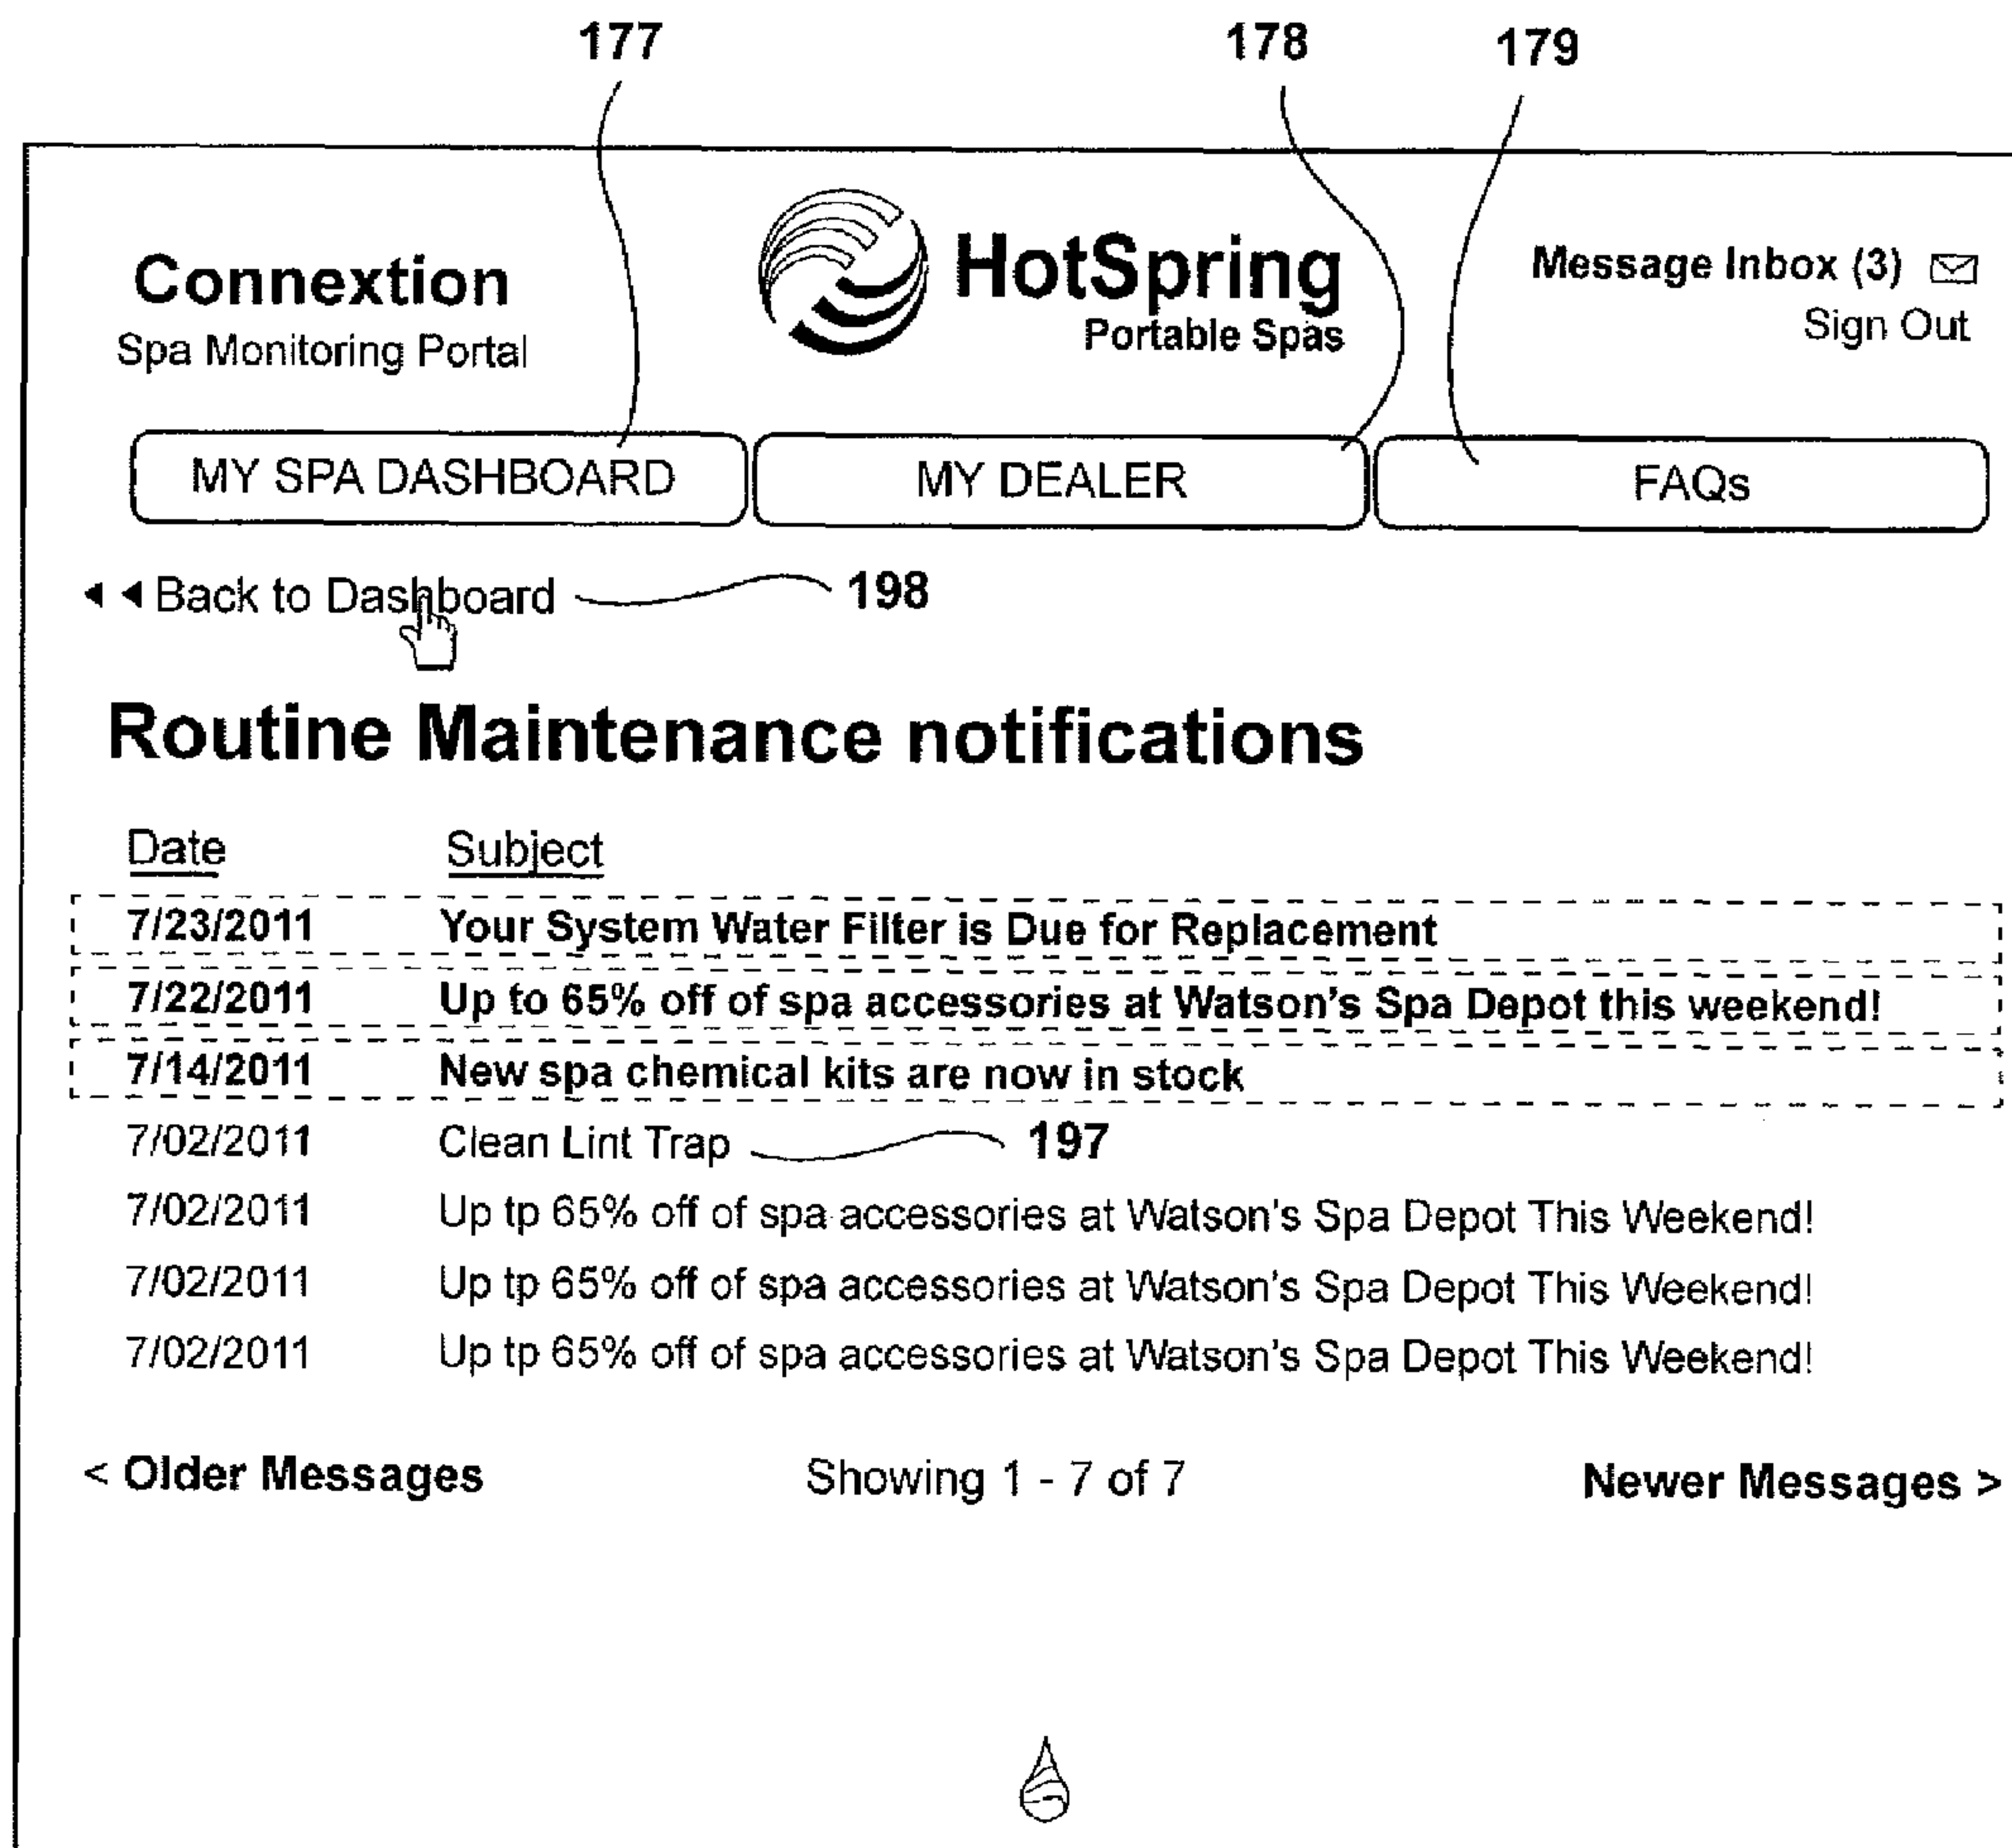 177 178 179
Connextion
Spa Monitoring Portal
HotSpring
Portable Spas
Message Inbox (3)
Sign Out
MY SPA DASHBOARD MY DEALER FAQs
Back to Dashboard 198
Routine Maintenance notifications
Date Subject
7/23/2011 Your System Water Filter is Due for Replacement
7/22/2011 Up to 65% off of spa accessories at Watson's Spa Depot this weekend!
7/14/2011 New spa chemical kits are now in stock
7/02/2011 Clean Lint Trap 197
7/02/2011 Up tp 65% off of spa accessories at Watson's Spa Depot This Weekend!
7/02/2011 Up tp 65% off of spa accessories at Watson's Spa Depot This Weekend!
7/02/2011 Up tp 65% off of spa accessories at Watson's Spa Depot This Weekend!
< Older Messages Showing 1 - 7 of 7 Newer Messages >